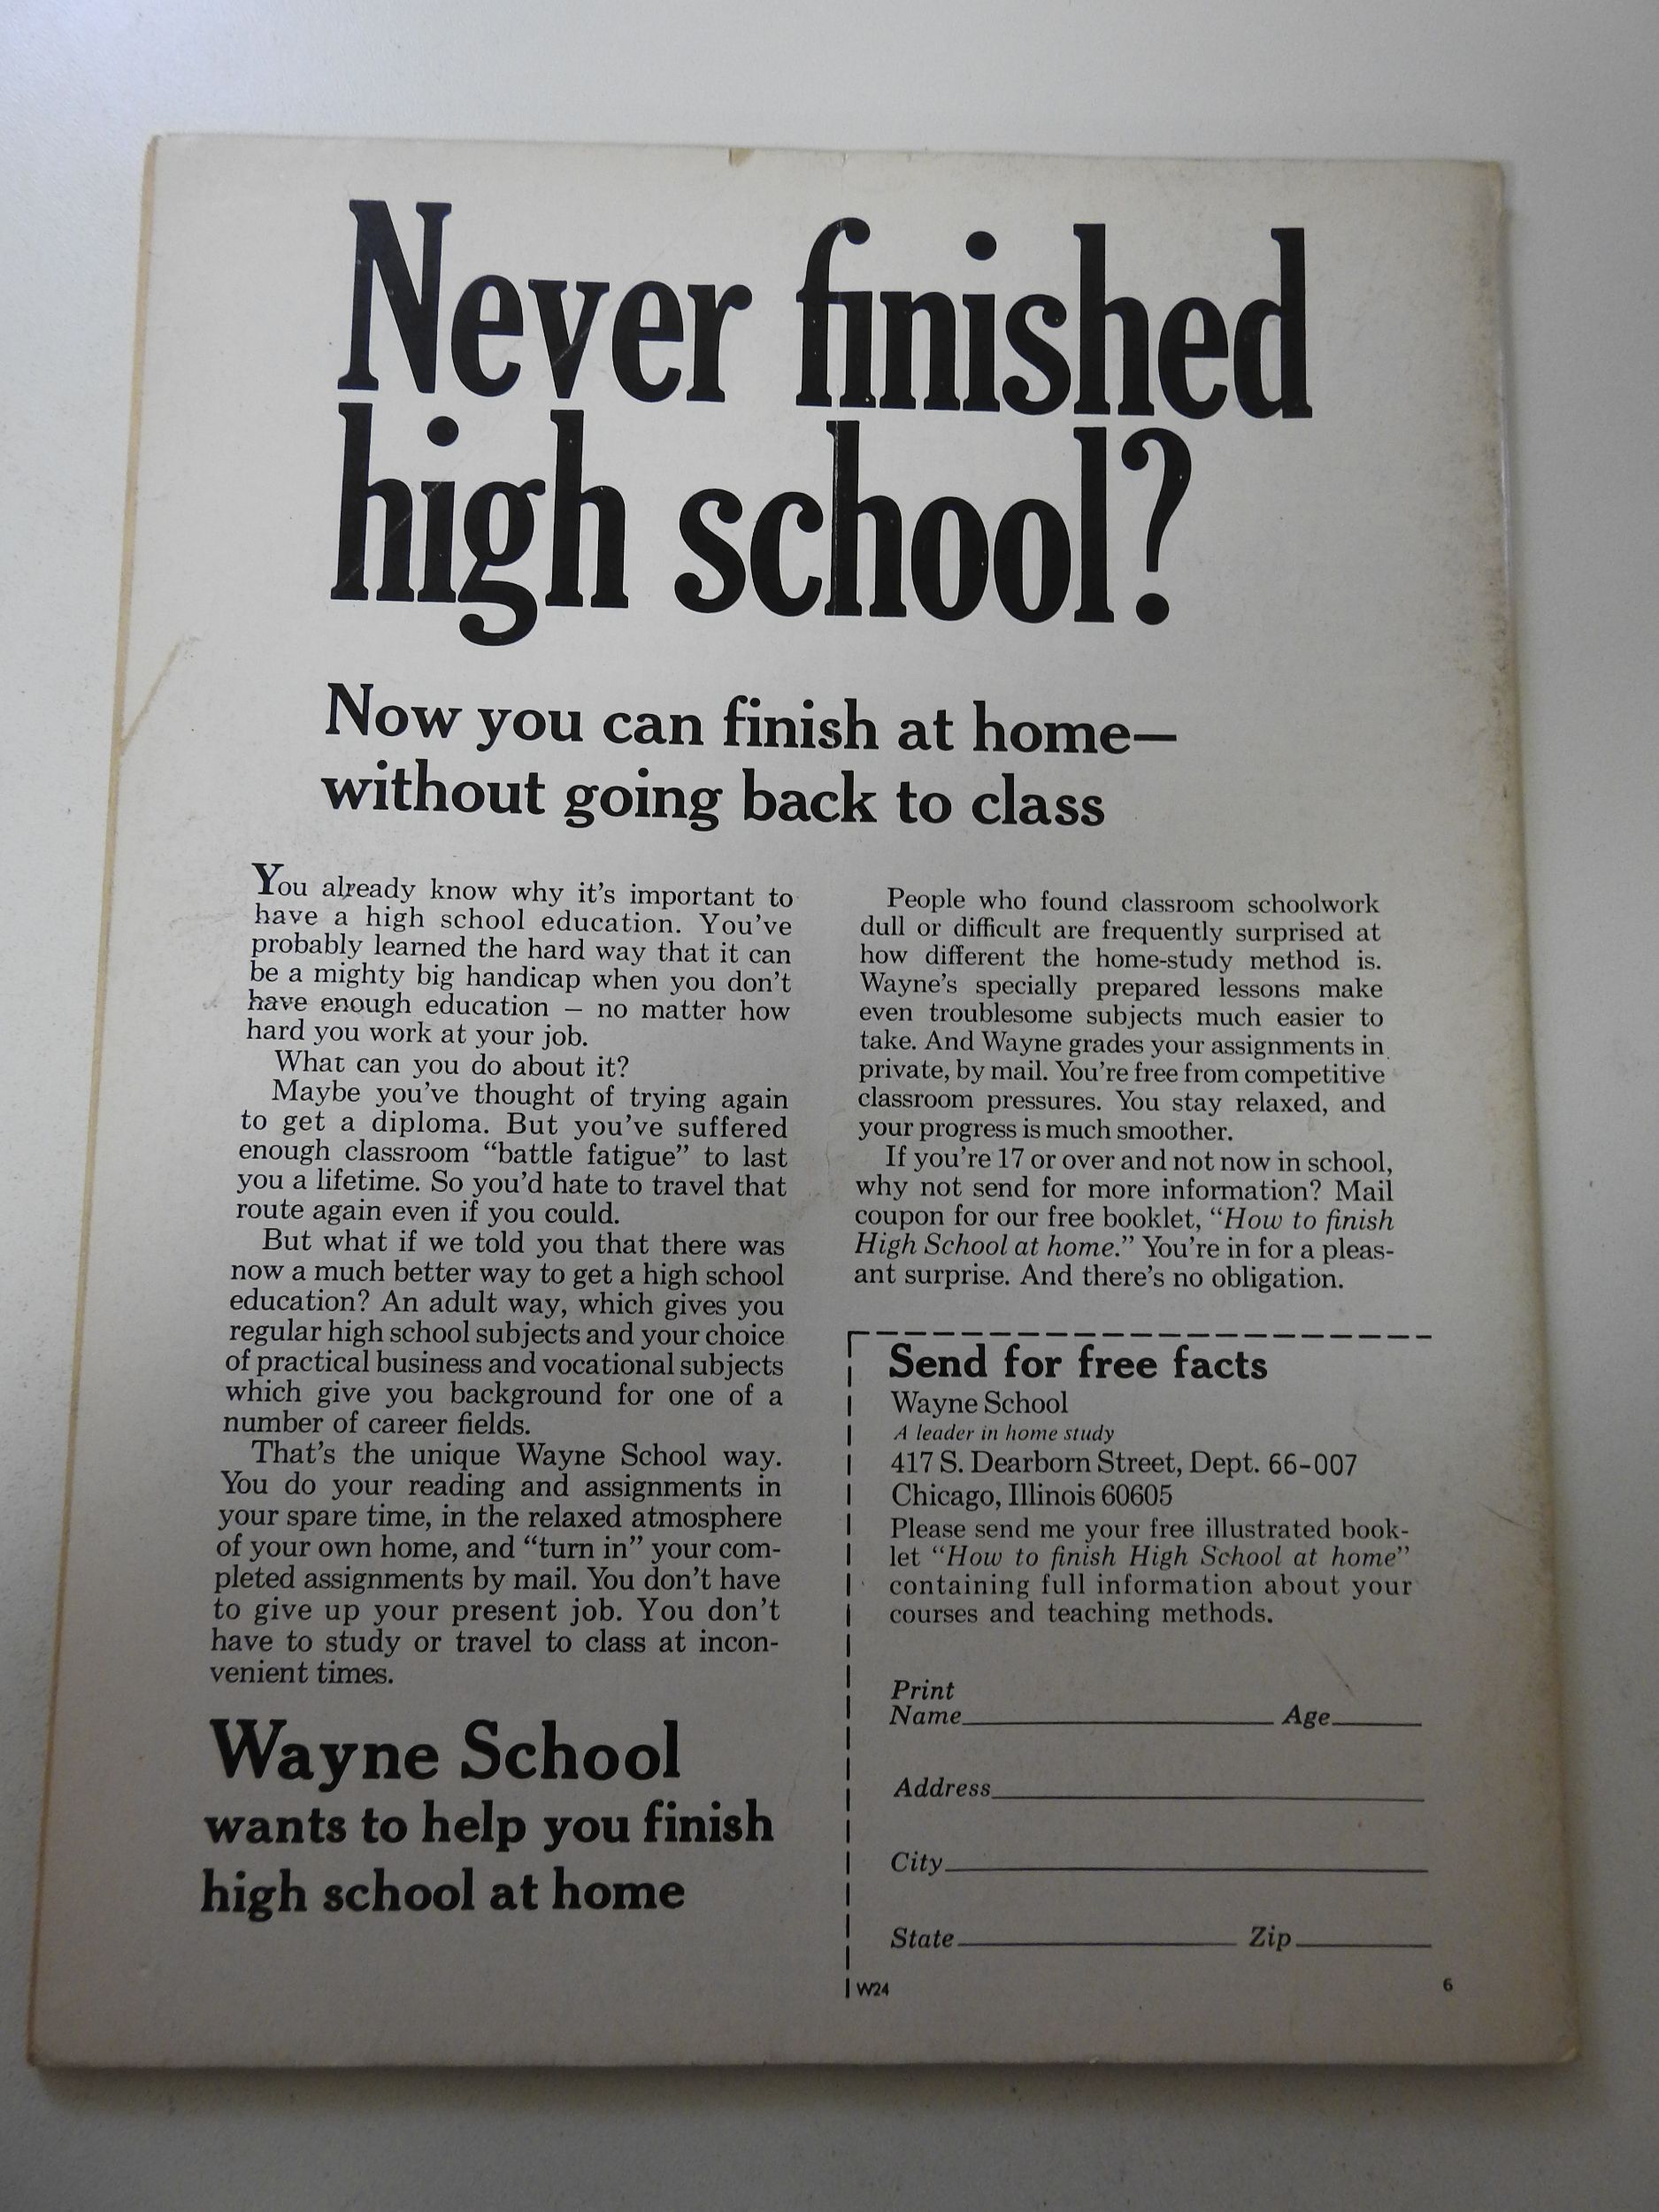 Never finished
high school?
Now you can finish at home—
without going back to class
You already know why it's important to
have a high school education. You've
probably learned the hard way that it can
be a mighty big handicap when you don't
have enough education — no matter how
hard you work at your job.
What can you do about it?
Maybe you've thought of trying again
to get a diploma. But you've suffered
enough classroom “battle fatigue” to last
you a lifetime. So you'd hate to travel that
route again even if you could.
But what if we told you that there was
now a much better way to get a high school
education? An adult way, which gives you
regular high school subjects and your choice
of practical business and vocational subjects
which give you background for one of a
number of career fields.
That's the unique Wayne School way.
You do your reading and assignments in
your spare time, in the relaxed atmosphere
of your own home, and “turn in” your com-
pleted assignments by mail. You don't have
to give up your present job. You don't
have to study or travel to class at incon-
venient times.
Wayne School
wants to help you finish
high school at home
People who found classroom schoolwork
dull or difficult are frequently surprised at
how different the home-study method is.
Wayne's specially prepared lessons make
even troublesome subjects much easier to
take. And Wayne grades your assignments in
private, by mail. You're free from competitive
classroom pressures. You stay relaxed, and
your progress is much smoother.
If you're 17 or over and not now in school,
why not send for more information? Mail
coupon for our free booklet, “How to finish
High School at home.” You're in for a pleas-
ant surprise. And there's no obligation.
Send for free facts
Wayne School
A leader in home study
417 S. Dearborn Street, Dept. 66-007
Chicago, Illinois 60605
Please send me your free illustrated book-
let “How to finish High School at home”
containing full information about your
courses and teaching methods.
Print
Name Age
Address
City
State Zip
W24 6